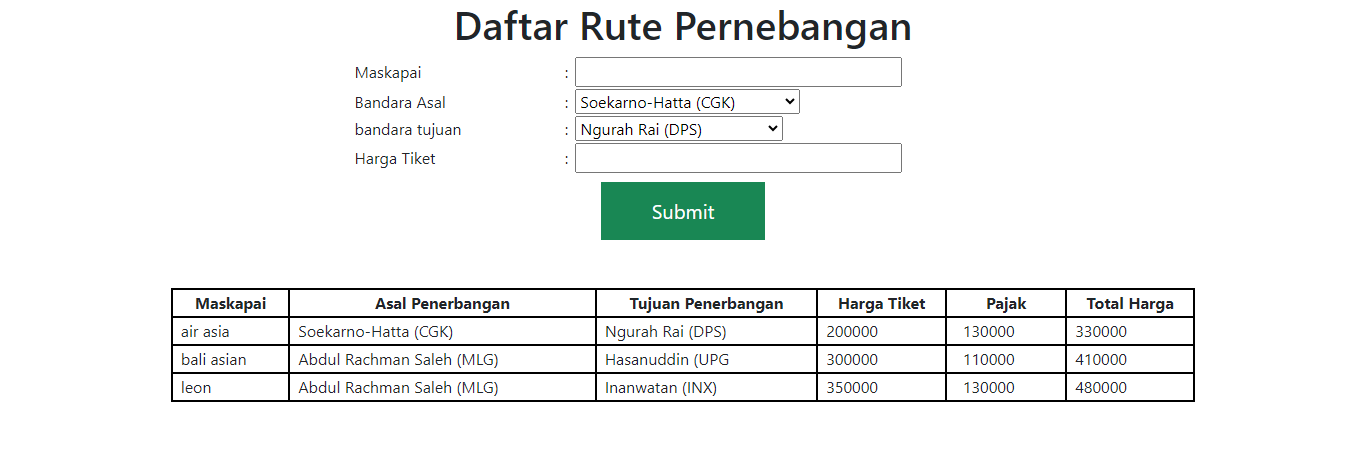 Daftar Rute Pernebangan
Maskapai :
Bandara Asal : Soekarno-Hatta (CGK)
bandara tujuan : Ngurah Rai (DPS)
Harga Tiket :
Submit
Maskapai Asal Penerbangan Tujuan Penerbangan Harga Tiket Pajak Total Harga
air asia Soekarno-Hatta (CGK) Ngurah Rai (DPS) 200000 130000 330000
bali asian Abdul Rachman Saleh (MLG) Hasanuddin (UPG 300000 110000 410000
leon Abdul Rachman Saleh (MLG) Inanwatan (INX) 350000 130000 480000